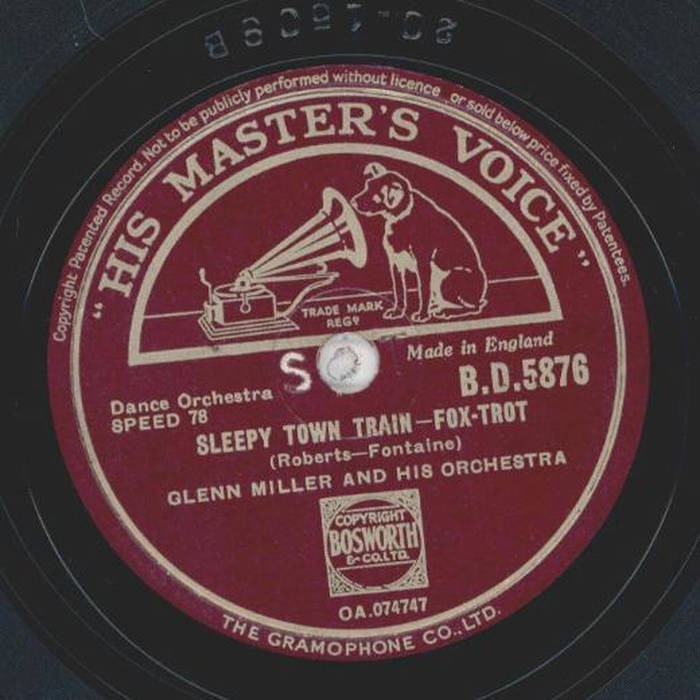 Copyright Patented Record. Not to be publicly performed without licence or sold below price fixed by Patentees.
"HIS MASTER'S VOICE"
TRADE MARK
REGD
S
Made in England
B.D.5876
Dance Orchestra
SPEED 78
SLEEPY TOWN TRAIN—FOX-TROT
(Roberts—Fontaine)
GLENN MILLER AND HIS ORCHESTRA
COPYRIGHT
BOSWORTH
& CO. LTD.
OA.074747
THE GRAMOPHONE CO., LTD.